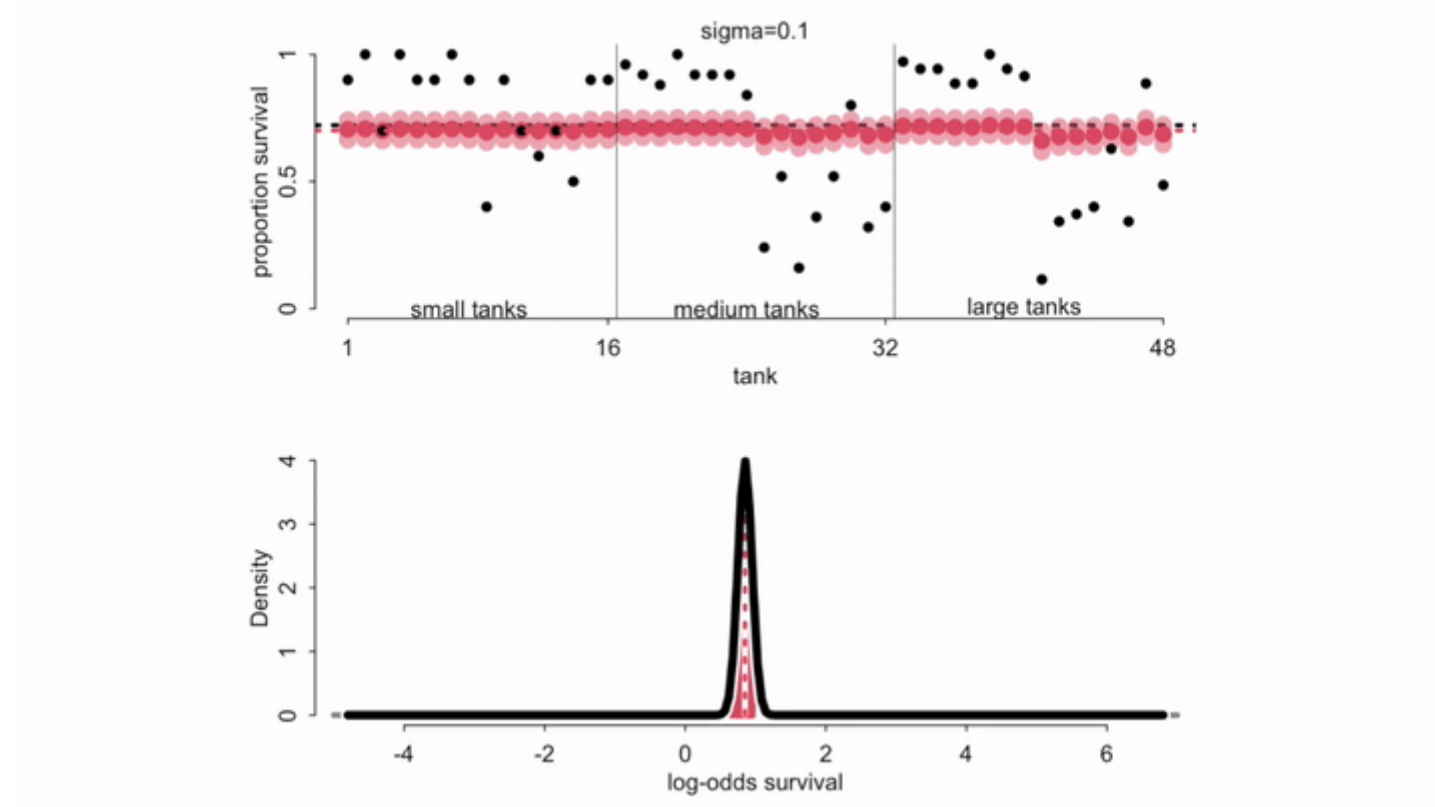 sigma=0.1
proportion survival
1
0.5
0
small tanks
medium tanks
large tanks
1
16
32
48
tank
Density
4
3
2
1
0
-4
-2
0
2
4
6
log-odds survival